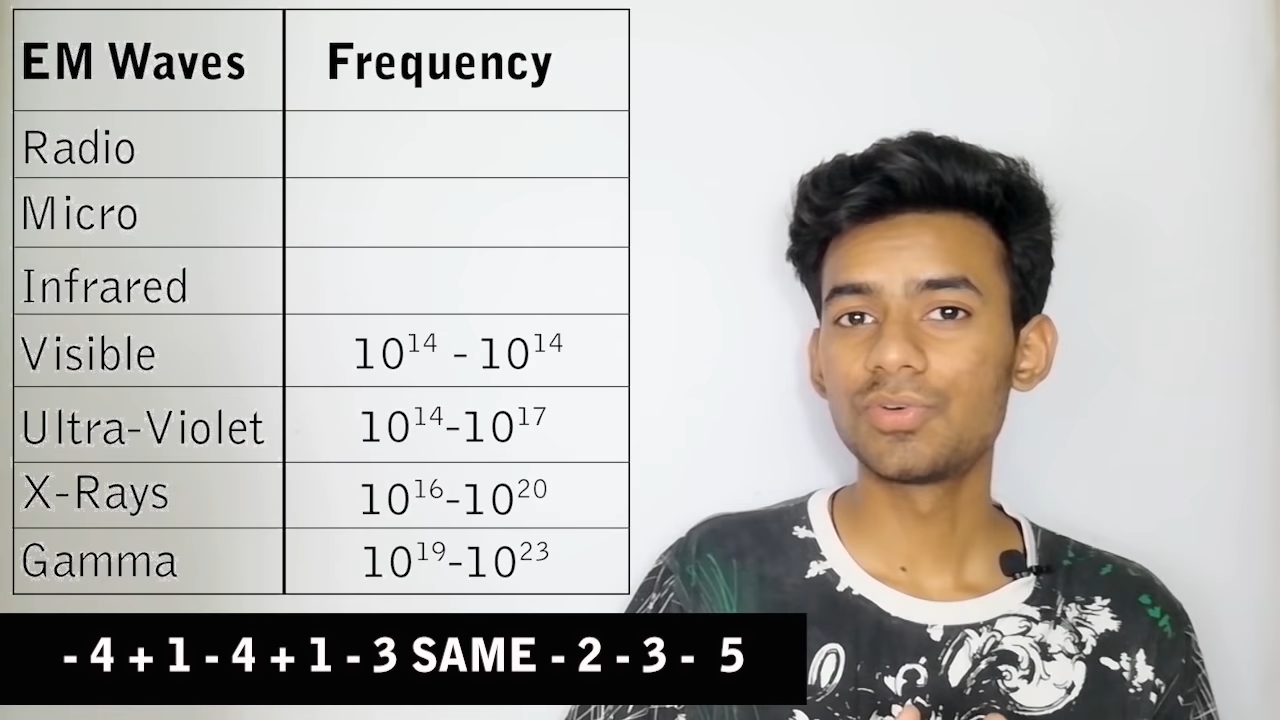 EM Waves Frequency
Radio
Micro
Infrared
Visible 10¹⁴ - 10¹⁴
Ultra-Violet 10¹⁴-10¹⁷
X-Rays 10¹⁶-10²⁰
Gamma 10¹⁹-10²³
- 4 + 1 - 4 + 1 - 3 SAME - 2 - 3 - 5